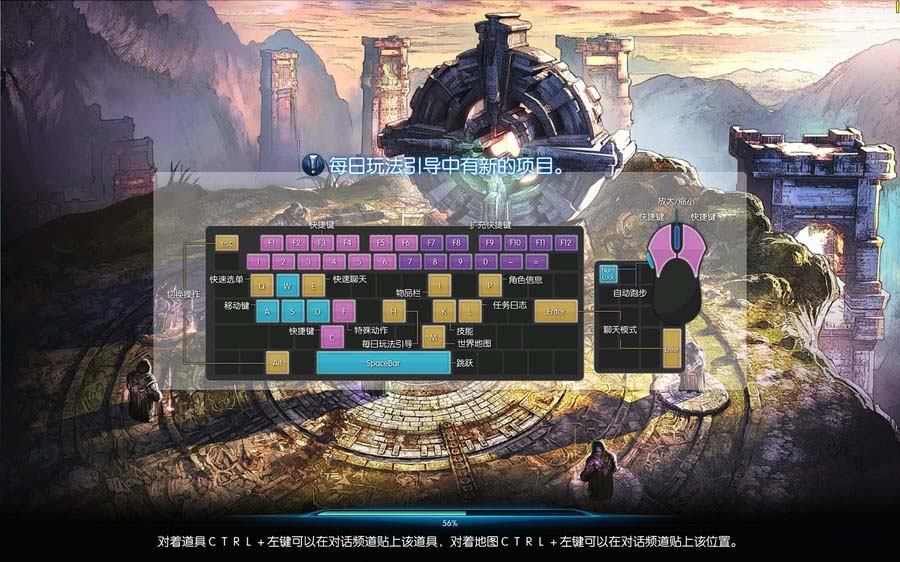 每日玩法引导中有新的项目。
放大/缩小
快捷键 快捷键
快捷键 扩充快捷键
esc F1 F2 F3 F4 F5 F6 F7 F8 F9 F10 F11 F12
1 2 3 4 5 6 7 8 9 0 - =
快速选单 Q W E 快速聊天 I P 角色信息
Num Lock
切换操作
物品栏
自动跑步
移动键 A S D F H K L 任务日志 Enter
快捷键 C 特殊动作 M 技能
聊天模式
每日玩法引导 世界地图
Enter
Alt SpaceBar 跳跃
56%
对着道具CTRL+左键可以在对话频道贴上该道具，对着地图CTRL+左键可以在对话频道贴上该位置。